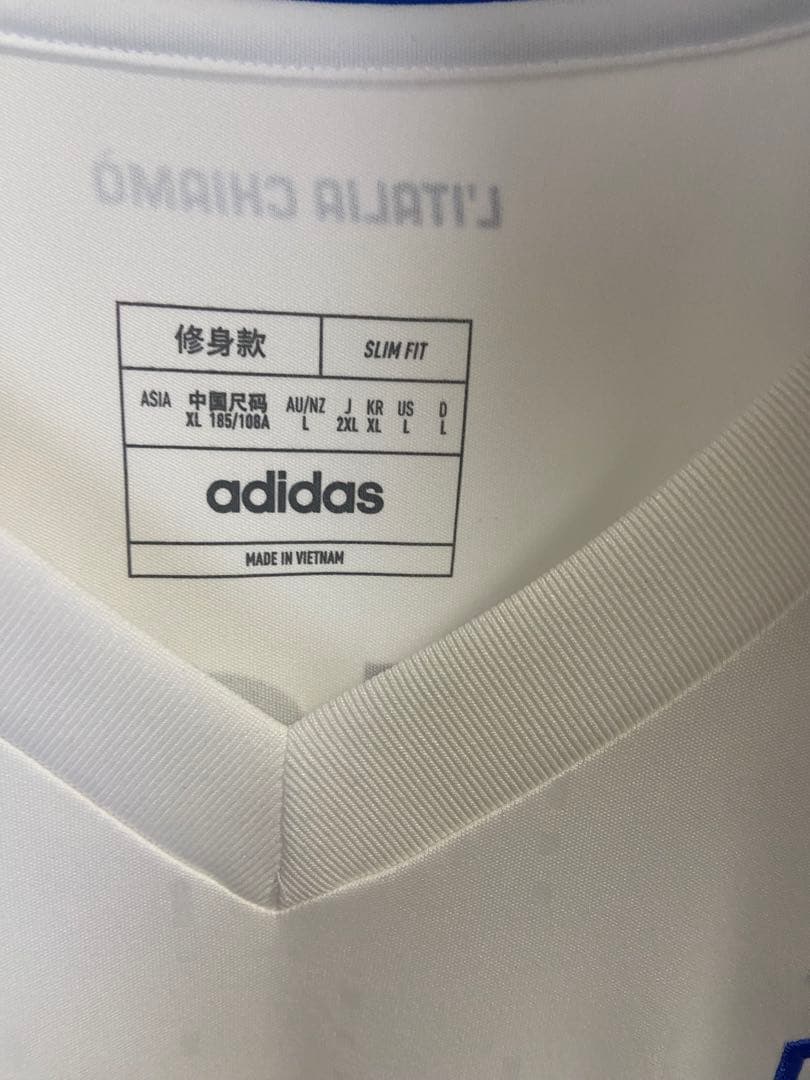 L'ITALIA CHIAMÒ
修身款 SLIM FIT
ASIA 中国尺码 AU/NZ J KR US D
XL 185/108A L 2XL XL L L
adidas
MADE IN VIETNAM